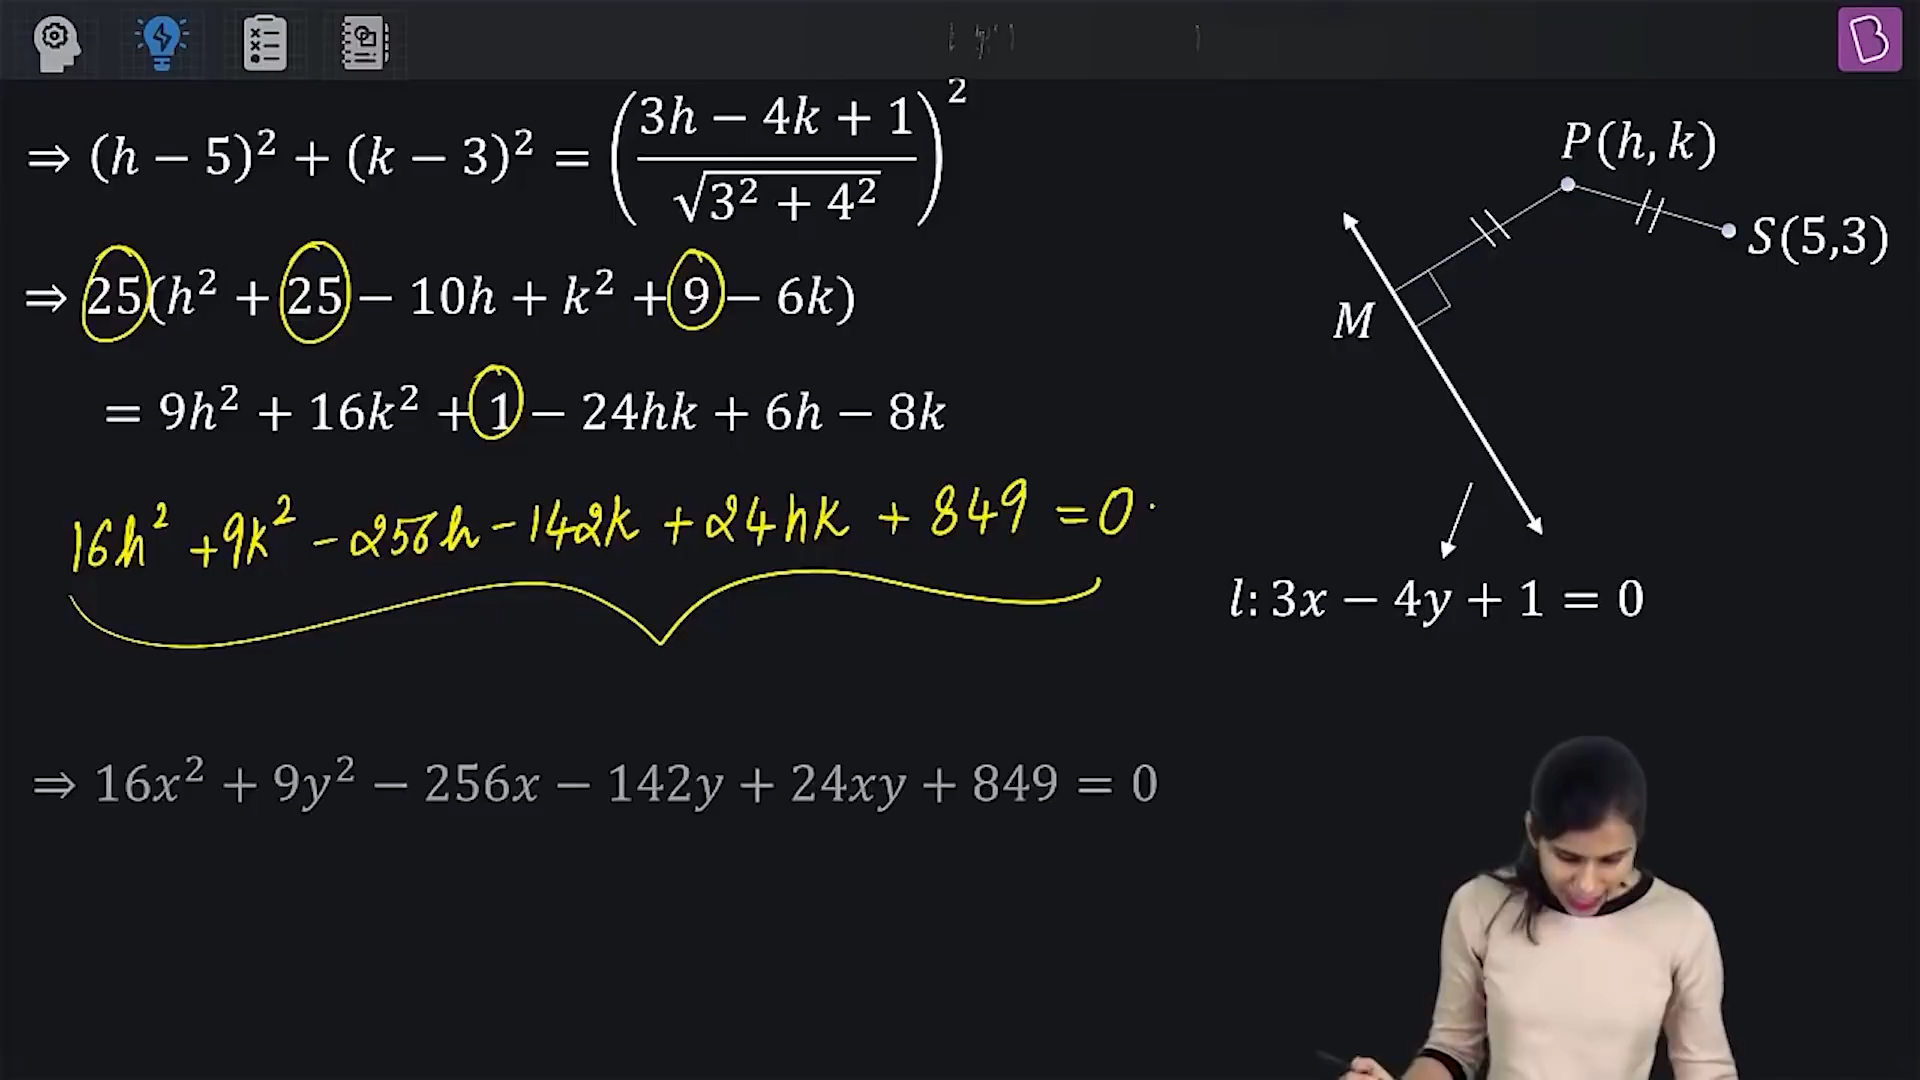 ⇒ (h − 5)² + (k − 3)² = ((3h − 4k + 1)/√(3² + 4²))²
⇒ 25(h² + 25 − 10h + k² + 9 − 6k)
= 9h² + 16k² + 1 − 24hk + 6h − 8k
16h² + 9k² − 256h − 142k + 24hk + 849 = 0.
⇒ 16x² + 9y² − 256x − 142y + 24xy + 849 = 0
P(h, k)
S(5,3)
M
l: 3x − 4y + 1 = 0
B